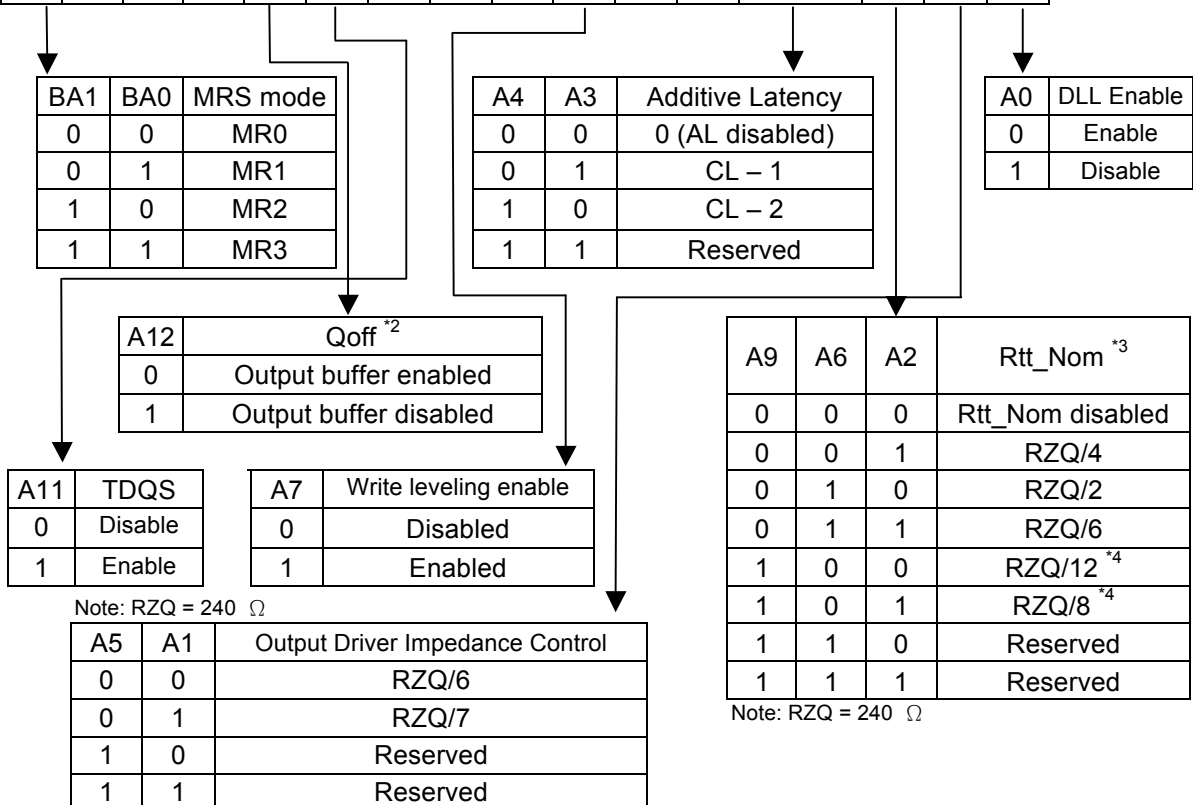 BA1 BA0 MRS mode
0 0 MR0
0 1 MR1
1 0 MR2
1 1 MR3
A4 A3 Additive Latency
0 0 0 (AL disabled)
0 1 CL – 1
1 0 CL – 2
1 1 Reserved
A0 DLL Enable
0 Enable
1 Disable
A12 Qoff *2
0 Output buffer enabled
1 Output buffer disabled
A9 A6 A2 Rtt_Nom *3
0 0 0 Rtt_Nom disabled
0 0 1 RZQ/4
0 1 0 RZQ/2
0 1 1 RZQ/6
1 0 0 RZQ/12 *4
1 0 1 RZQ/8 *4
1 1 0 Reserved
1 1 1 Reserved
Note: RZQ = 240 Ω
A11 TDQS
0 Disable
1 Enable
A7 Write leveling enable
0 Disabled
1 Enabled
Note: RZQ = 240 Ω
A5 A1 Output Driver Impedance Control
0 0 RZQ/6
0 1 RZQ/7
1 0 Reserved
1 1 Reserved